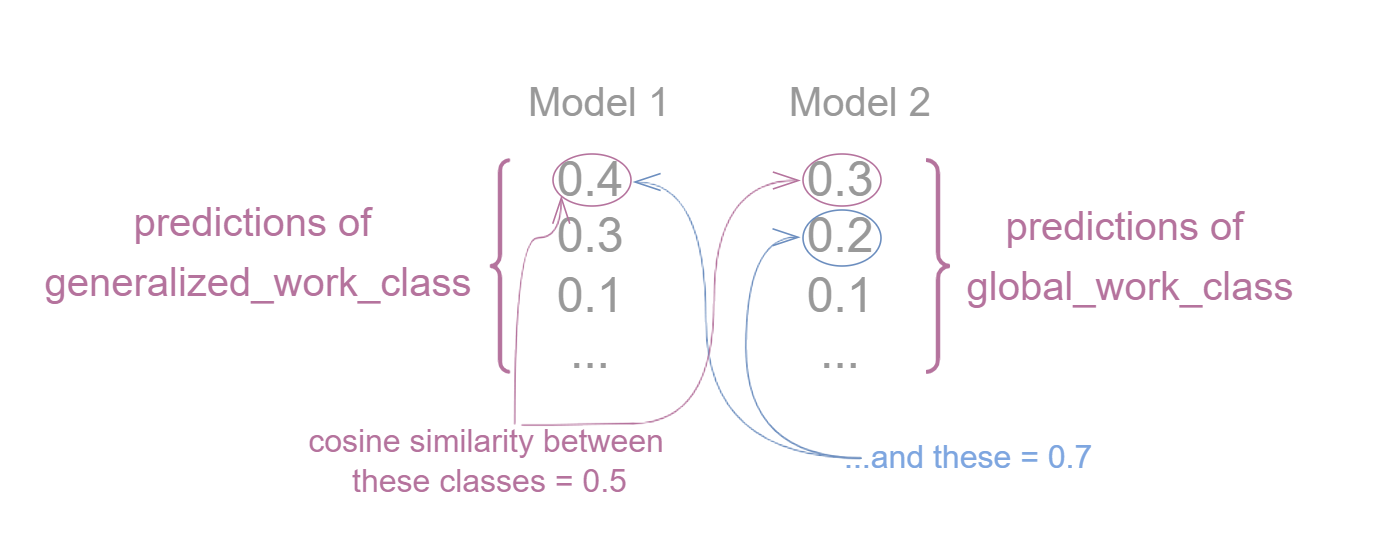 Model 1
Model 2
predictions of
generalized_work_class
0.4
0.3
0.1
...
0.3
0.2
0.1
...
predictions of
global_work_class
cosine similarity between
these classes = 0.5
...and these = 0.7